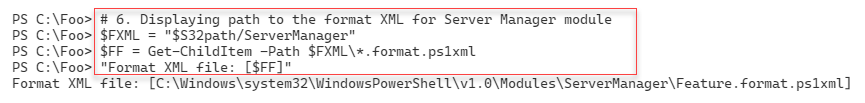 PS C:\Foo> # 6. Displaying path to the format XML for Server Manager module
PS C:\Foo> $FXML = "$S32path/ServerManager"
PS C:\Foo> $FF = Get-ChildItem -Path $FXML\*.format.ps1xml
PS C:\Foo> "Format XML file: [$FF]"
Format XML file: [C:\Windows\system32\WindowsPowerShell\v1.0\Modules\ServerManager\Feature.format.ps1xml]